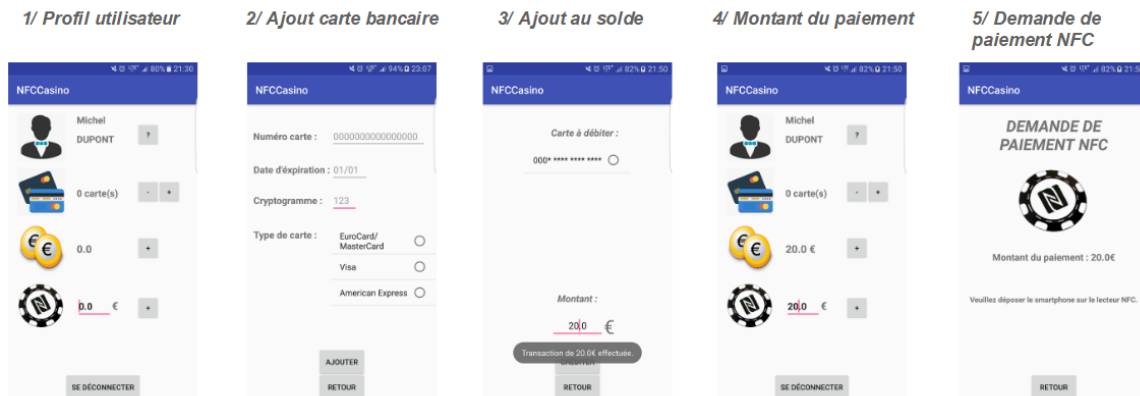 1/ Profil utilisateur
2/ Ajout carte bancaire
3/ Ajout au solde
4/ Montant du paiement
5/ Demande de
paiement NFC
80% 21:30
NFCCasino
Michel
DUPONT
?
0 carte(s)
- +
0.0
+
0.0 €
+
SE DÉCONNECTER
94% 23:07
NFCCasino
Numéro carte : 0000000000000000
Date d'éxpiration : 01/01
Cryptogramme : 123
Type de carte :
EuroCard/
MasterCard
Visa
American Express
AJOUTER
RETOUR
82% 21:50
NFCCasino
Carte à débiter :
000* **** **** ****
Montant :
20.0 €
Transaction de 20.0€ effectuée.
RETOUR
82% 21:50
NFCCasino
Michel
DUPONT
?
0 carte(s)
- +
20.0 €
+
20.0 €
+
SE DÉCONNECTER
82%
NFCCasino
DEMANDE DE
PAIEMENT NFC
Montant du paiement : 20.0€
Veuillez déposer le smartphone sur le lecteur NFC.
RETOUR